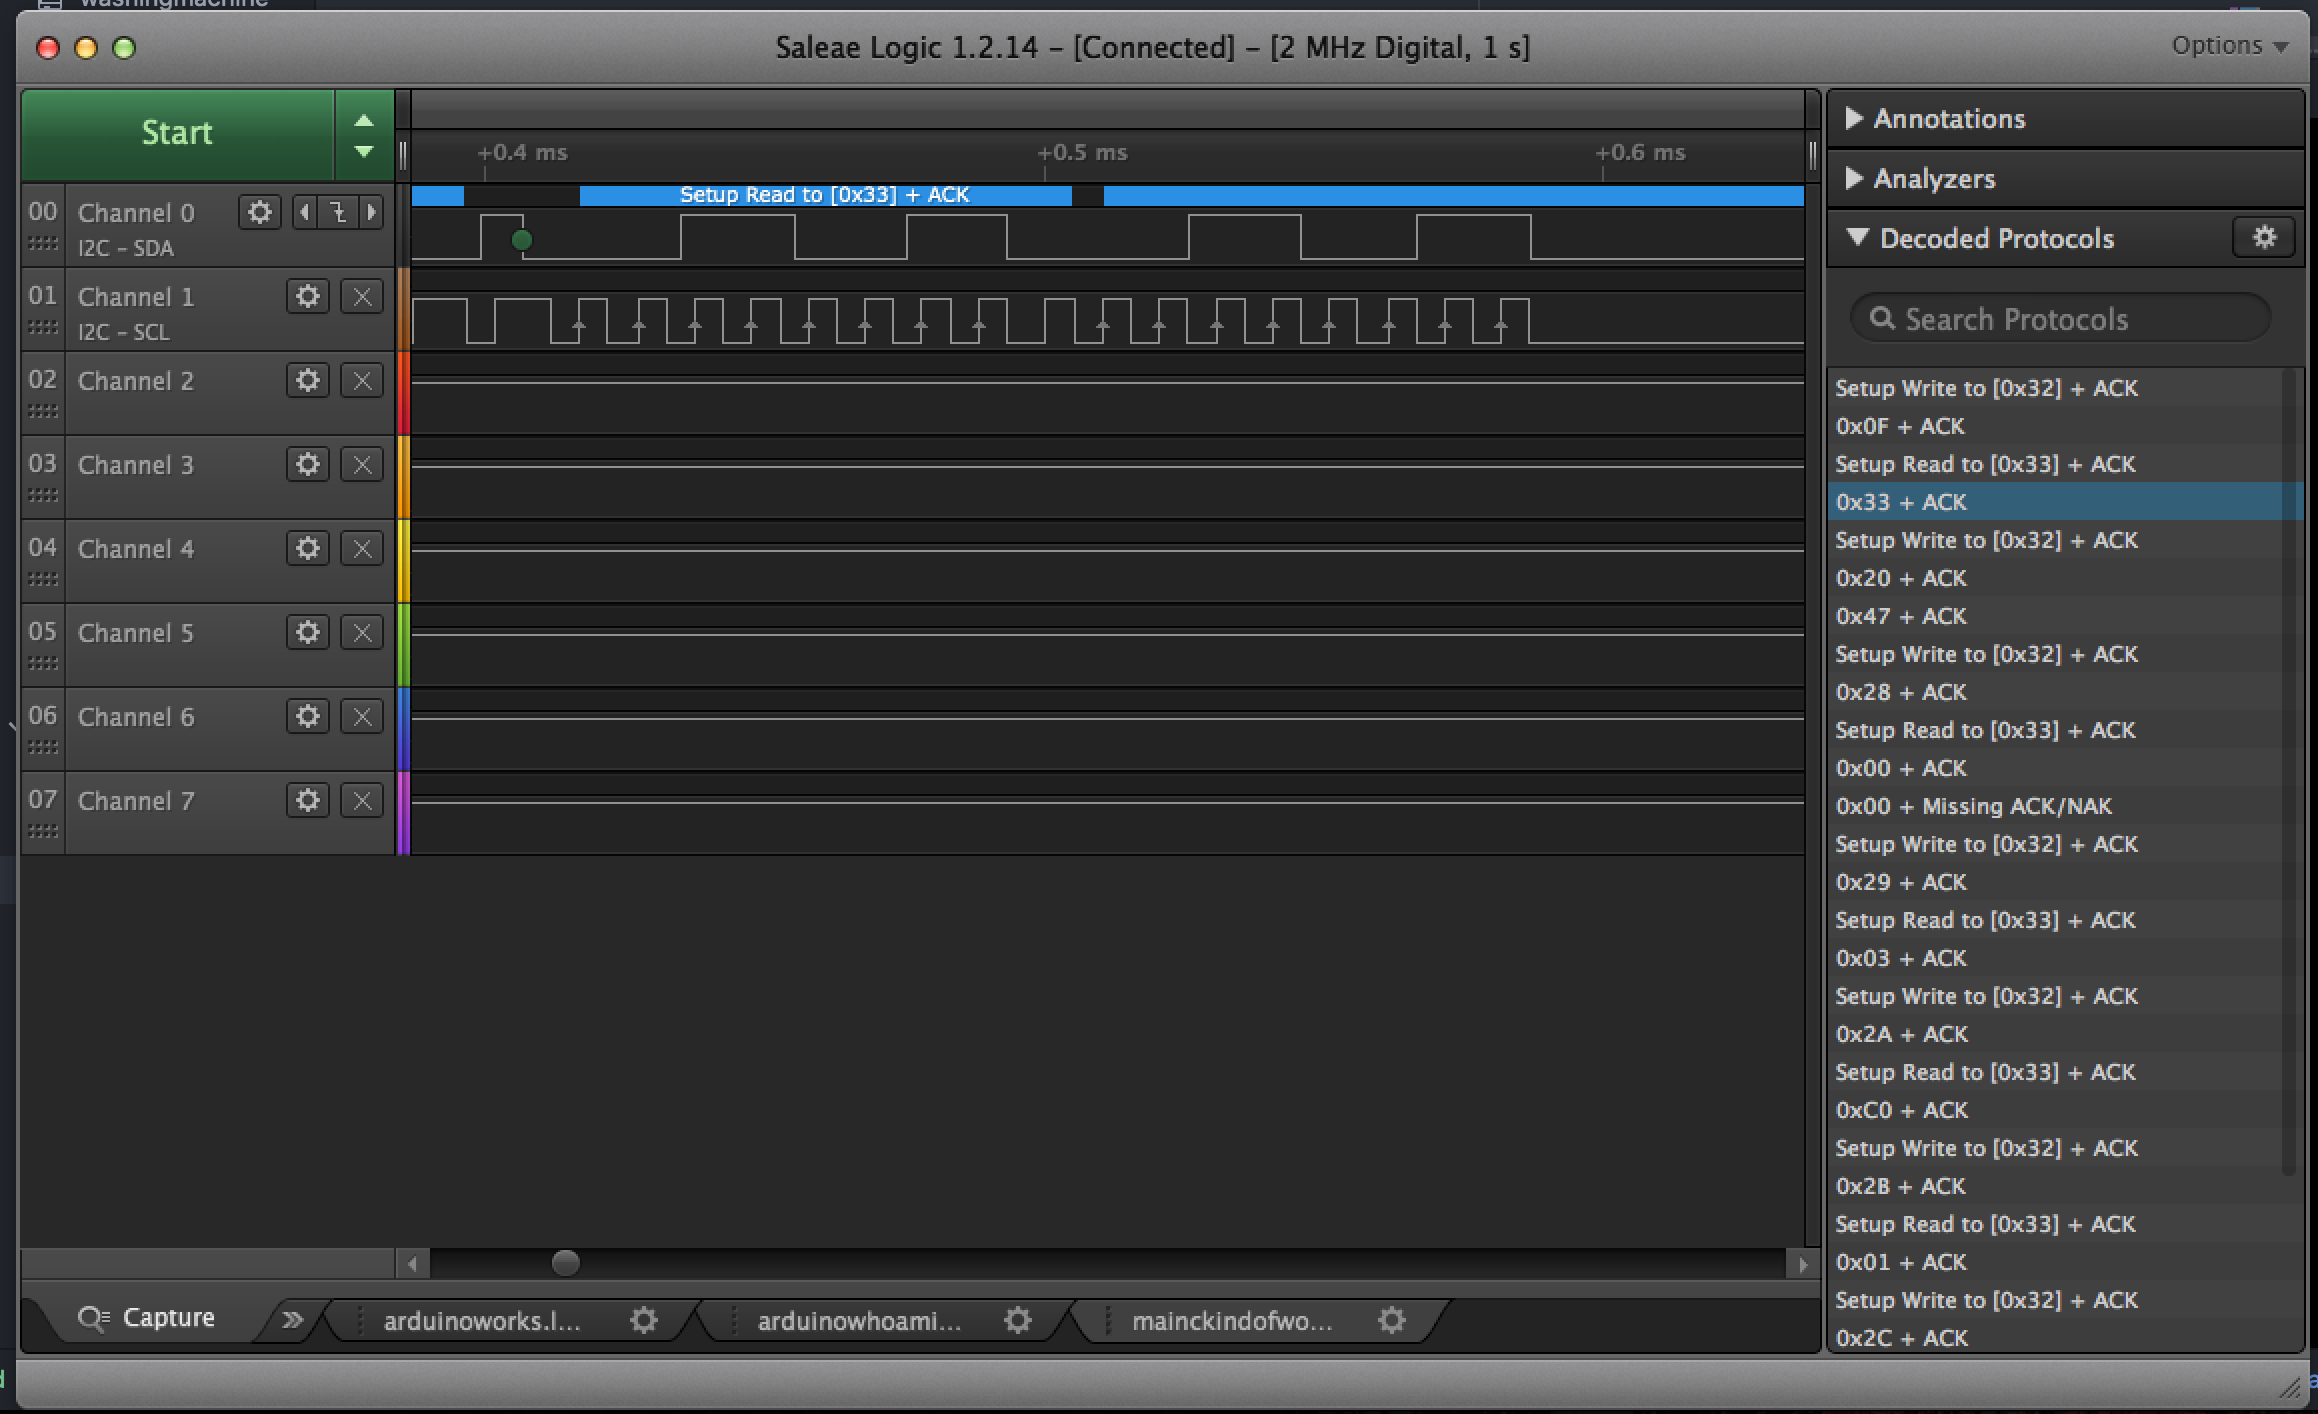 washingmachine
Saleae Logic 1.2.14 – [Connected] – [2 MHz Digital, 1 s]
Options
Start
+0.4 ms
+0.5 ms
+0.6 ms
Setup Read to [0x33] + ACK
00
Channel 0
I2C – SDA
01
Channel 1
I2C – SCL
02
Channel 2
03
Channel 3
04
Channel 4
05
Channel 5
06
Channel 6
07
Channel 7
Annotations
Analyzers
Decoded Protocols
Search Protocols
Setup Write to [0x32] + ACK
0x0F + ACK
Setup Read to [0x33] + ACK
0x33 + ACK
Setup Write to [0x32] + ACK
0x20 + ACK
0x47 + ACK
Setup Write to [0x32] + ACK
0x28 + ACK
Setup Read to [0x33] + ACK
0x00 + ACK
0x00 + Missing ACK/NAK
Setup Write to [0x32] + ACK
0x29 + ACK
Setup Read to [0x33] + ACK
0x03 + ACK
Setup Write to [0x32] + ACK
0x2A + ACK
Setup Read to [0x33] + ACK
0xC0 + ACK
Setup Write to [0x32] + ACK
0x2B + ACK
Setup Read to [0x33] + ACK
0x01 + ACK
Setup Write to [0x32] + ACK
0x2C + ACK
Capture
arduinoworks.l...
arduinowhoami...
mainckindofwo...